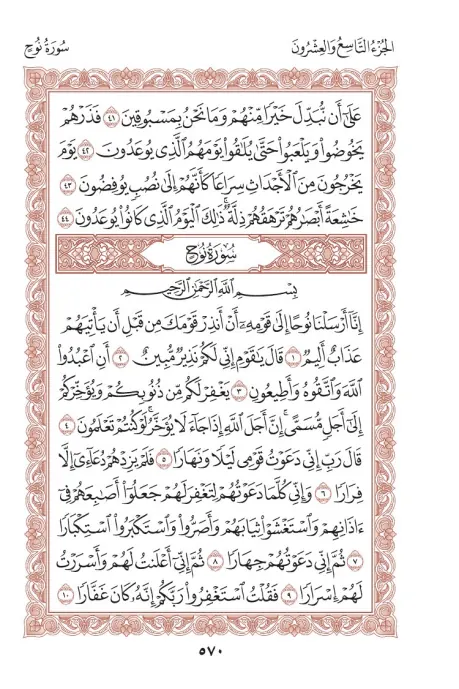 الجُزْءُ التَّاسِعُ وَالعِشْرُونَ سُورَةُ نُوحٍ
عَلَىٰٓ أَن نُّبَدِّلَ خَيْرًا مِّنْهُمْ وَمَا نَحْنُ بِمَسْبُوقِينَ ٤١ فَذَرْهُمْ
يَخُوضُوا۟ وَيَلْعَبُوا۟ حَتَّىٰ يُلَٰقُوا۟ يَوْمَهُمُ ٱلَّذِى يُوعَدُونَ ٤٢ يَوْمَ
يَخْرُجُونَ مِنَ ٱلْأَجْدَاثِ سِرَاعًا كَأَنَّهُمْ إِلَىٰ نُصُبٍ يُوفِضُونَ ٤٣
خَٰشِعَةً أَبْصَٰرُهُمْ تَرْهَقُهُمْ ذِلَّةٌ ۚ ذَٰلِكَ ٱلْيَوْمُ ٱلَّذِى كَانُوا۟ يُوعَدُونَ ٤٤
سُورَةُ نُوحٍ
بِسْمِ ٱللَّهِ ٱلرَّحْمَٰنِ ٱلرَّحِيمِ
إِنَّآ أَرْسَلْنَا نُوحًا إِلَىٰ قَوْمِهِۦٓ أَنْ أَنذِرْ قَوْمَكَ مِن قَبْلِ أَن يَأْتِيَهُمْ
عَذَابٌ أَلِيمٌ ١ قَالَ يَٰقَوْمِ إِنِّى لَكُمْ نَذِيرٌ مُّبِينٌ ٢ أَنِ ٱعْبُدُوا۟
ٱللَّهَ وَٱتَّقُوهُ وَأَطِيعُونِ ٣ يَغْفِرْ لَكُم مِّن ذُنُوبِكُمْ وَيُؤَخِّرْكُمْ
إِلَىٰٓ أَجَلٍ مُّسَمًّى ۚ إِنَّ أَجَلَ ٱللَّهِ إِذَا جَآءَ لَا يُؤَخَّرُ ۖ لَوْ كُنتُمْ تَعْلَمُونَ ٤
قَالَ رَبِّ إِنِّى دَعَوْتُ قَوْمِى لَيْلًا وَنَهَارًا ٥ فَلَمْ يَزِدْهُمْ دُعَآءِىٓ إِلَّا
فِرَارًا ٦ وَإِنِّى كُلَّمَا دَعَوْتُهُمْ لِتَغْفِرَ لَهُمْ جَعَلُوٓا۟ أَصَٰبِعَهُمْ فِىٓ
ءَاذَانِهِمْ وَٱسْتَغْشَوْا۟ ثِيَابَهُمْ وَأَصَرُّوا۟ وَٱسْتَكْبَرُوا۟ ٱسْتِكْبَارًا
٧ ثُمَّ إِنِّى دَعَوْتُهُمْ جِهَارًا ٨ ثُمَّ إِنِّىٓ أَعْلَنتُ لَهُمْ وَأَسْرَرْتُ
لَهُمْ إِسْرَارًا ٩ فَقُلْتُ ٱسْتَغْفِرُوا۟ رَبَّكُمْ إِنَّهُۥ كَانَ غَفَّارًا ١٠
٥٧٠